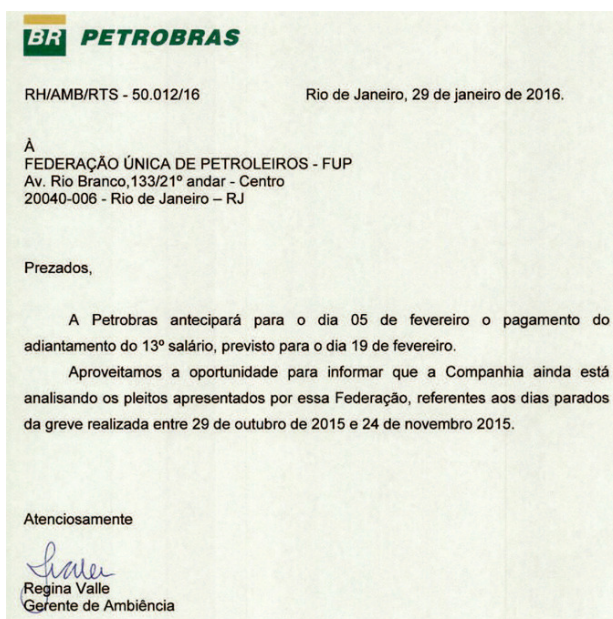 BR PETROBRAS
RH/AMB/RTS - 50.012/16 Rio de Janeiro, 29 de janeiro de 2016.
À
FEDERAÇÃO ÚNICA DE PETROLEIROS - FUP
Av. Rio Branco,133/21º andar - Centro
20040-006 - Rio de Janeiro – RJ
Prezados,
A Petrobras antecipará para o dia 05 de fevereiro o pagamento do
adiantamento do 13º salário, previsto para o dia 19 de fevereiro.
Aproveitamos a oportunidade para informar que a Companhia ainda está
analisando os pleitos apresentados por essa Federação, referentes aos dias parados
da greve realizada entre 29 de outubro de 2015 e 24 de novembro 2015.
Atenciosamente
Regina Valle
Gerente de Ambiência